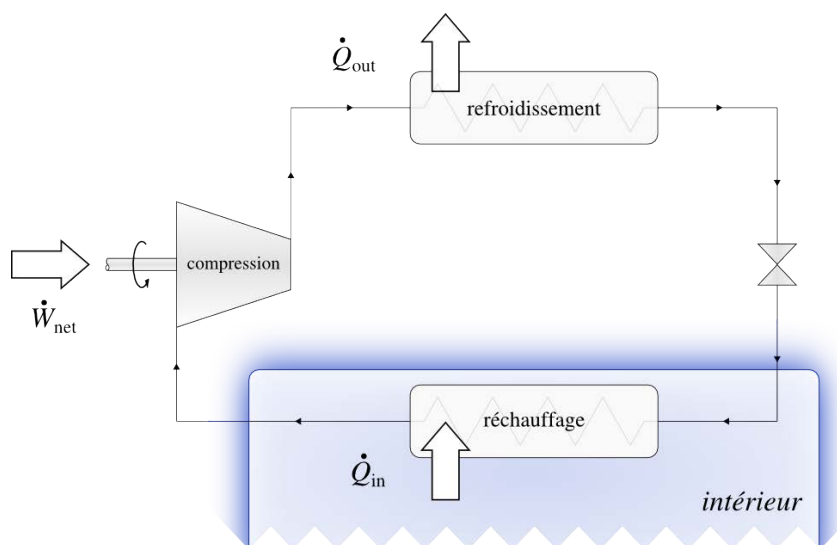 Q̇out
refroidissement
compression
Ẇnet
réchauffage
Q̇in
intérieur